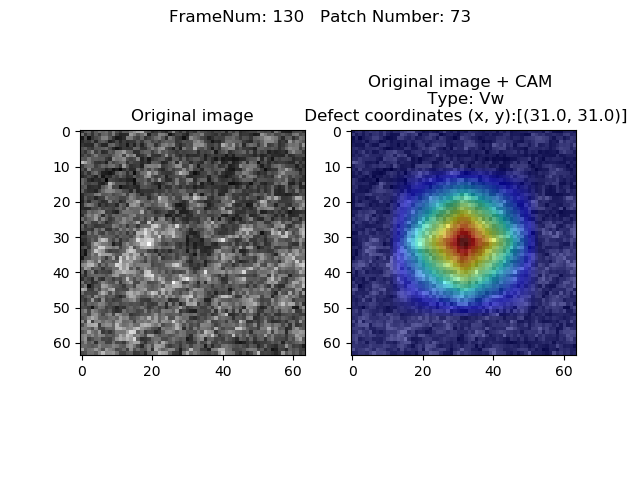 FrameNum: 130   Patch Number: 73
Original image
Original image + CAM
Type: Vw
Defect coordinates (x, y):[(31.0, 31.0)]
0
10
20
30
40
50
60
0 20 40 60
0
10
20
30
40
50
60
0 20 40 60